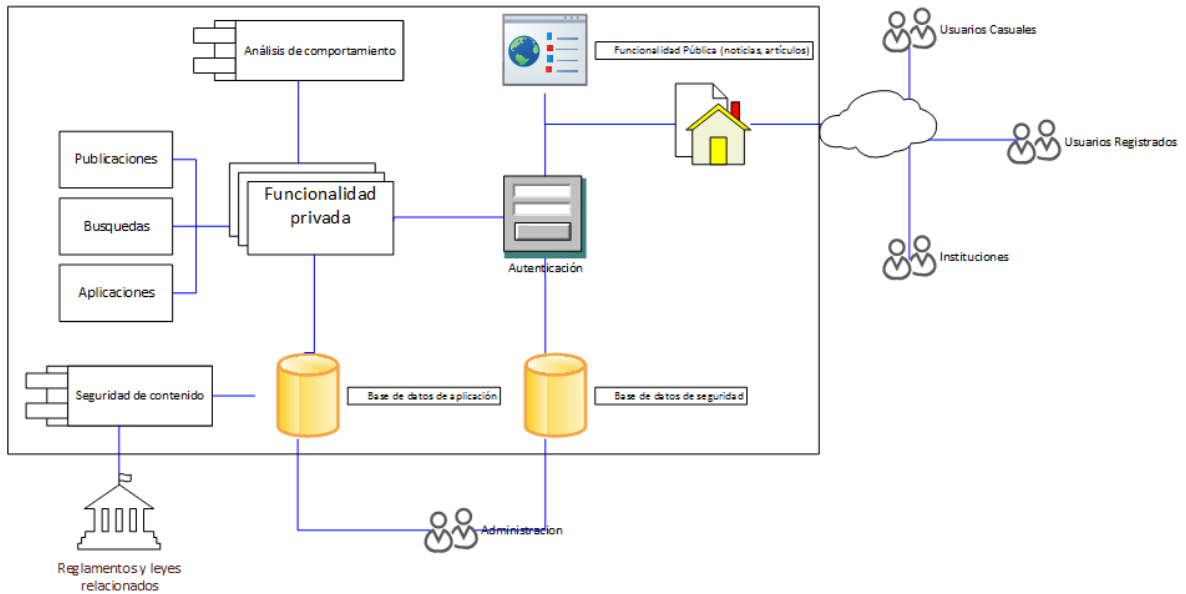 Análisis de comportamiento
Funcionalidad Pública (noticias, artículos)
Usuarios Casuales
Publicaciones
Busquedas
Aplicaciones
Funcionalidad
privada
Autenticación
Usuarios Registrados
Instituciones
Seguridad de contenido
Base de datos de aplicación
Base de datos de seguridad
Administracion
Reglamentos y leyes
relacionados